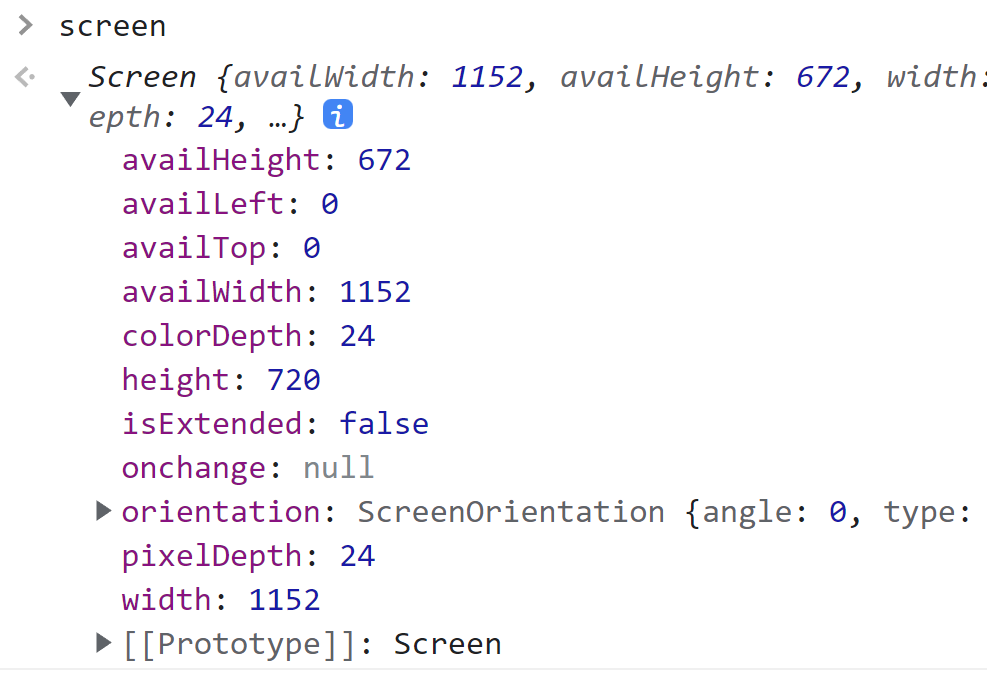 > screen
Screen {availWidth: 1152, availHeight: 672, width:
epth: 24, …} i
availHeight: 672
availLeft: 0
availTop: 0
availWidth: 1152
colorDepth: 24
height: 720
isExtended: false
onchange: null
orientation: ScreenOrientation {angle: 0, type:
pixelDepth: 24
width: 1152
[[Prototype]]: Screen